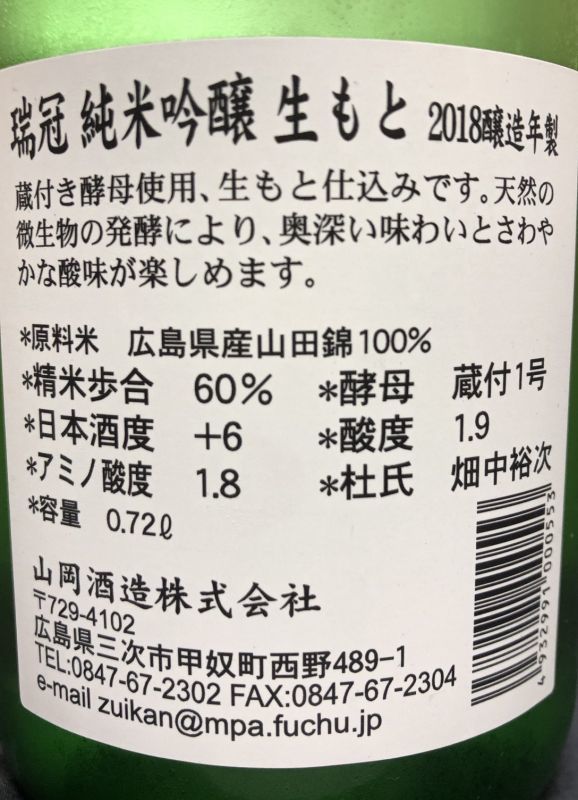 瑞冠 純米吟醸 生もと 2018醸造年製
蔵付き酵母使用、生もと仕込みです。天然の
微生物の発酵により、奥深い味わいとさわや
かな酸味が楽しめます。
*原料米 広島県産山田錦100%
*精米歩合 60% *酵母 蔵付1号
*日本酒度 +6 *酸度 1.9
*アミノ酸度 1.8 *杜氏 畑中裕次
*容量 0.72ℓ
山岡酒造株式会社
〒729-4102
広島県三次市甲奴町西野489-1
TEL:0847-67-2302 FAX:0847-67-2304
e-mail zuikan@mpa.fuchu.jp
4 932991 000553